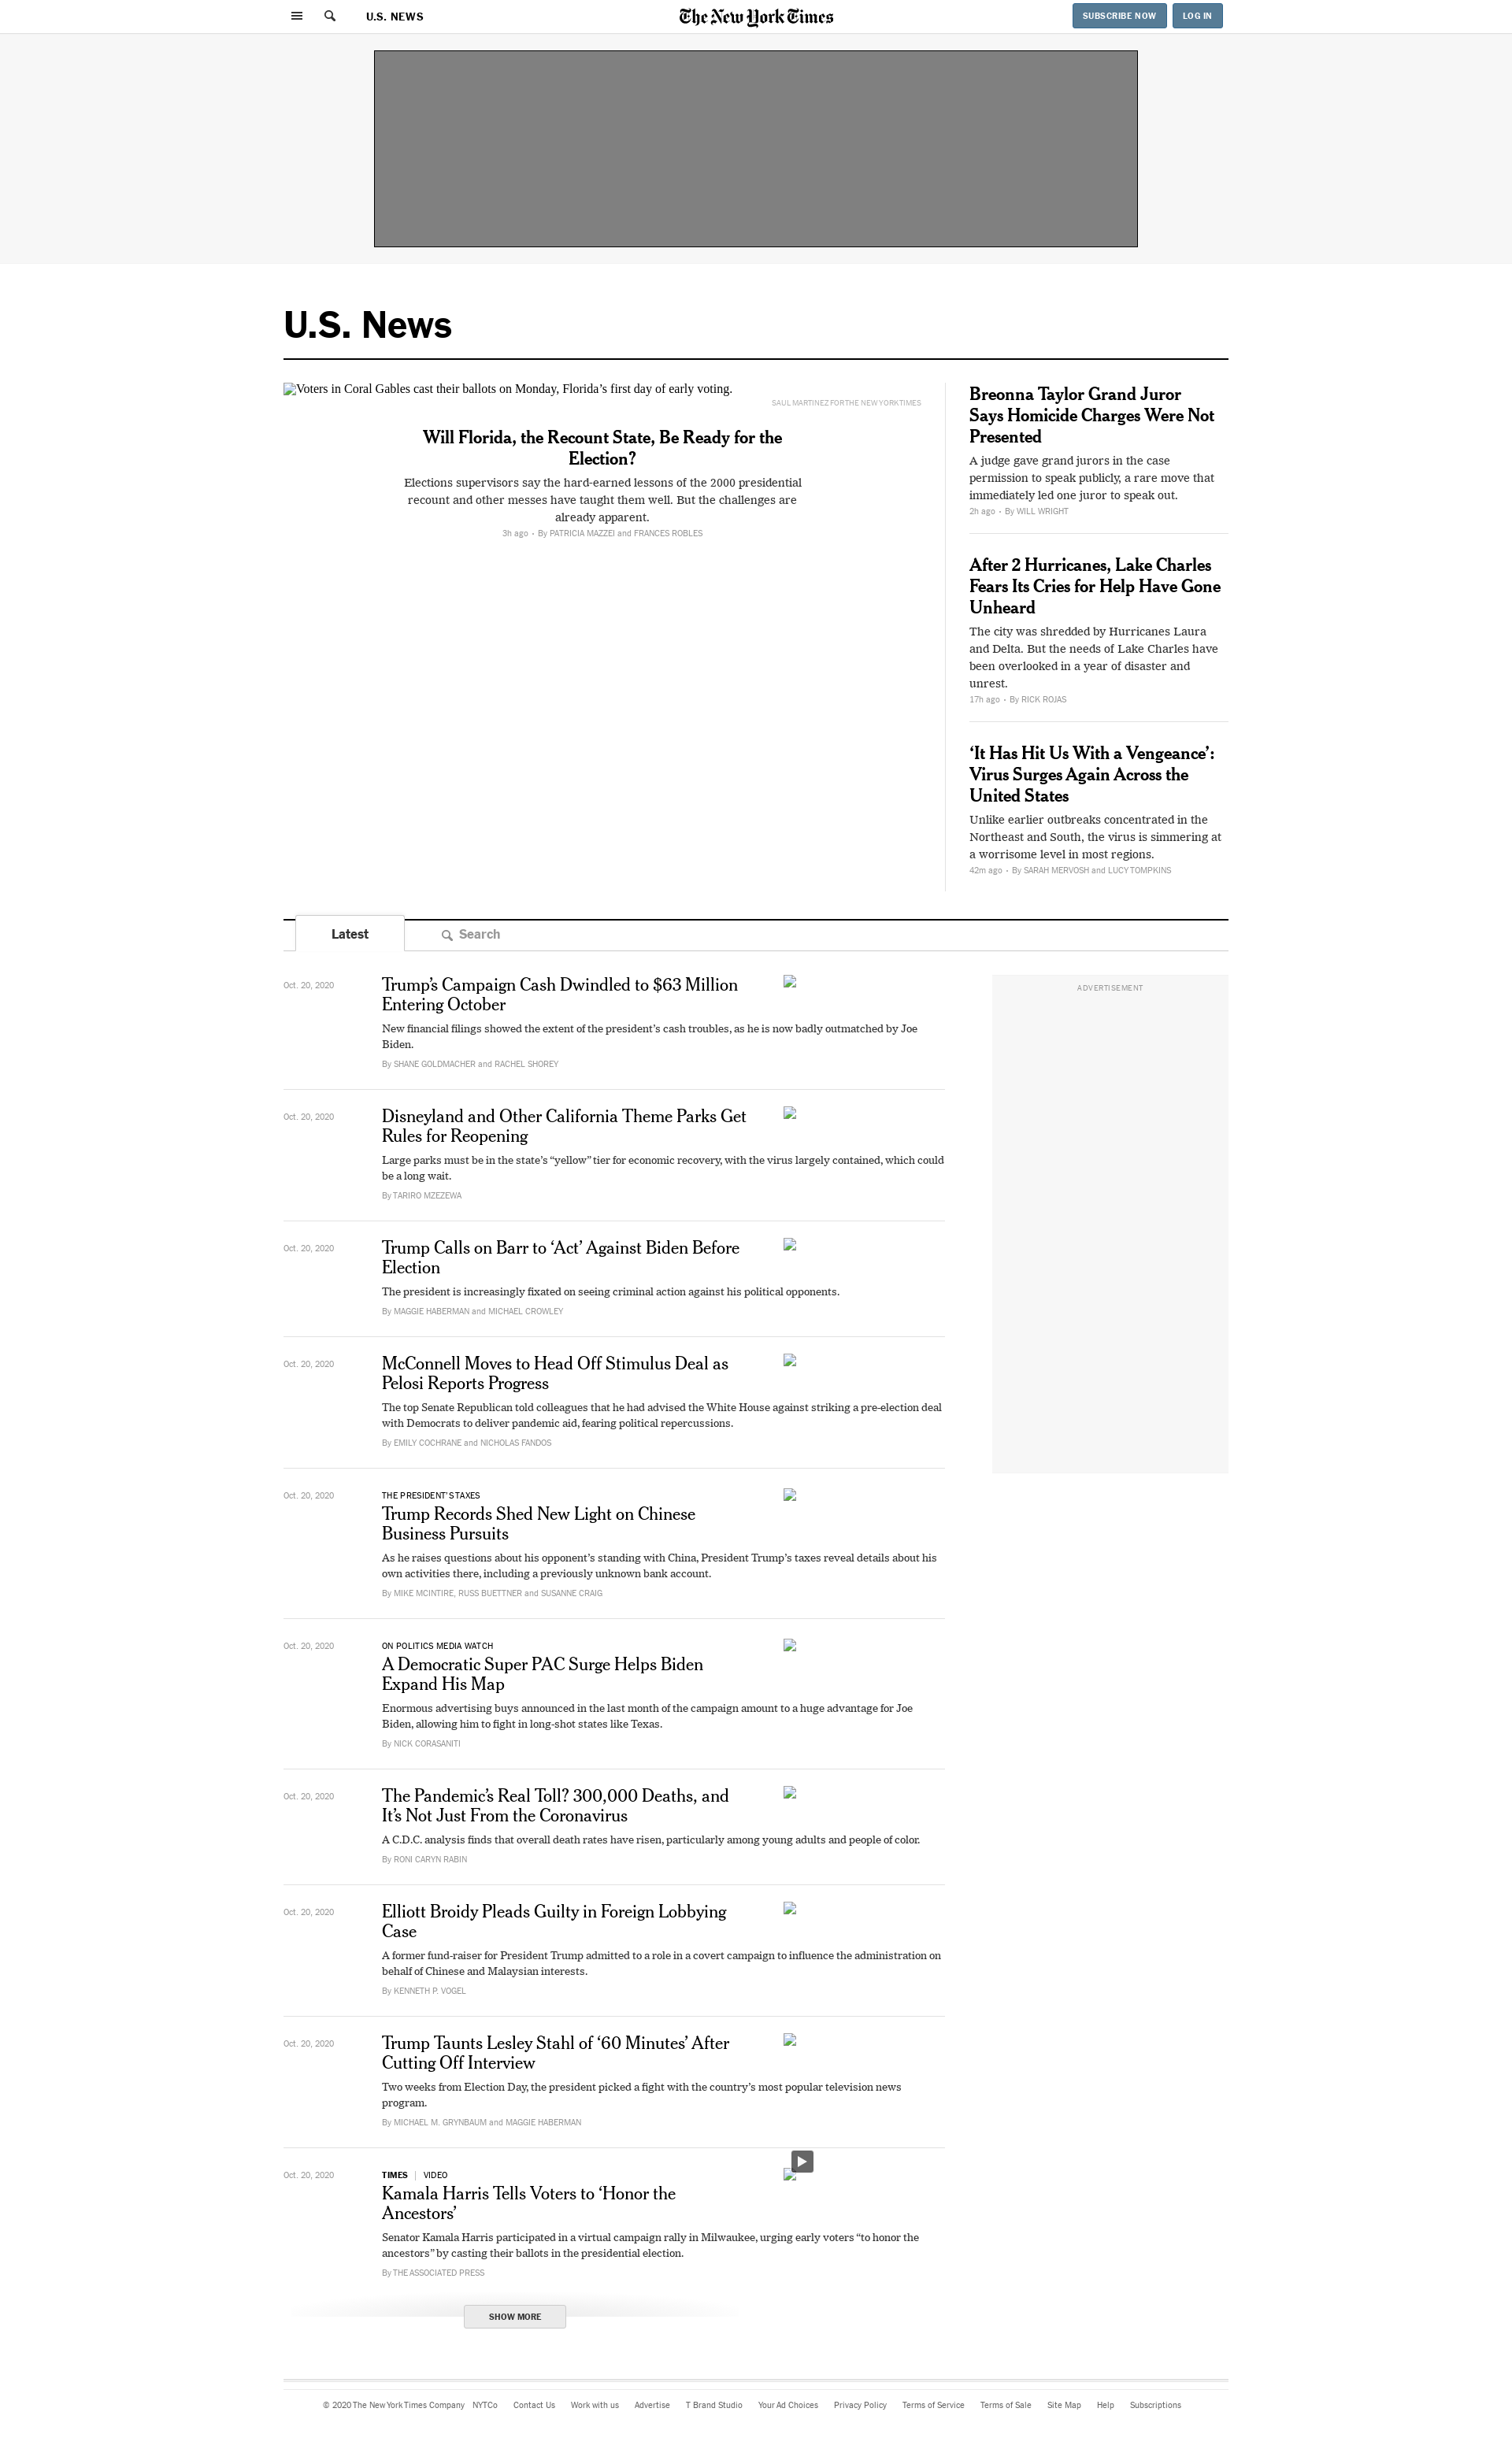 U.S. NEWS
The New York Times
SUBSCRIBE NOW
LOG IN
U.S. News
Voters in Coral Gables cast their ballots on Monday, Florida’s first day of early voting.
SAUL MARTINEZ FOR THE NEW YORK TIMES
Will Florida, the Recount State, Be Ready for the
Election?
Elections supervisors say the hard-earned lessons of the 2000 presidential
recount and other messes have taught them well. But the challenges are
already apparent.
3h ago • By PATRICIA MAZZEI and FRANCES ROBLES
Breonna Taylor Grand Juror
Says Homicide Charges Were Not
Presented
A judge gave grand jurors in the case
permission to speak publicly, a rare move that
immediately led one juror to speak out.
2h ago • By WILL WRIGHT
After 2 Hurricanes, Lake Charles
Fears Its Cries for Help Have Gone
Unheard
The city was shredded by Hurricanes Laura
and Delta. But the needs of Lake Charles have
been overlooked in a year of disaster and
unrest.
17h ago • By RICK ROJAS
‘It Has Hit Us With a Vengeance’:
Virus Surges Again Across the
United States
Unlike earlier outbreaks concentrated in the
Northeast and South, the virus is simmering at
a worrisome level in most regions.
42m ago • By SARAH MERVOSH and LUCY TOMPKINS
Latest
Search
ADVERTISEMENT
Oct. 20, 2020
Trump’s Campaign Cash Dwindled to $63 Million
Entering October
New financial filings showed the extent of the president’s cash troubles, as he is now badly outmatched by Joe
Biden.
By SHANE GOLDMACHER and RACHEL SHOREY
Oct. 20, 2020
Disneyland and Other California Theme Parks Get
Rules for Reopening
Large parks must be in the state’s “yellow” tier for economic recovery, with the virus largely contained, which could
be a long wait.
By TARIRO MZEZEWA
Oct. 20, 2020
Trump Calls on Barr to ‘Act’ Against Biden Before
Election
The president is increasingly fixated on seeing criminal action against his political opponents.
By MAGGIE HABERMAN and MICHAEL CROWLEY
Oct. 20, 2020
McConnell Moves to Head Off Stimulus Deal as
Pelosi Reports Progress
The top Senate Republican told colleagues that he had advised the White House against striking a pre-election deal
with Democrats to deliver pandemic aid, fearing political repercussions.
By EMILY COCHRANE and NICHOLAS FANDOS
Oct. 20, 2020
THE PRESIDENT’S TAXES
Trump Records Shed New Light on Chinese
Business Pursuits
As he raises questions about his opponent’s standing with China, President Trump’s taxes reveal details about his
own activities there, including a previously unknown bank account.
By MIKE MCINTIRE, RUSS BUETTNER and SUSANNE CRAIG
Oct. 20, 2020
ON POLITICS MEDIA WATCH
A Democratic Super PAC Surge Helps Biden
Expand His Map
Enormous advertising buys announced in the last month of the campaign amount to a huge advantage for Joe
Biden, allowing him to fight in long-shot states like Texas.
By NICK CORASANITI
Oct. 20, 2020
The Pandemic’s Real Toll? 300,000 Deaths, and
It’s Not Just From the Coronavirus
A C.D.C. analysis finds that overall death rates have risen, particularly among young adults and people of color.
By RONI CARYN RABIN
Oct. 20, 2020
Elliott Broidy Pleads Guilty in Foreign Lobbying
Case
A former fund-raiser for President Trump admitted to a role in a covert campaign to influence the administration on
behalf of Chinese and Malaysian interests.
By KENNETH P. VOGEL
Oct. 20, 2020
Trump Taunts Lesley Stahl of ‘60 Minutes’ After
Cutting Off Interview
Two weeks from Election Day, the president picked a fight with the country’s most popular television news
program.
By MICHAEL M. GRYNBAUM and MAGGIE HABERMAN
Oct. 20, 2020
TIMES | VIDEO
Kamala Harris Tells Voters to ‘Honor the
Ancestors’
Senator Kamala Harris participated in a virtual campaign rally in Milwaukee, urging early voters “to honor the
ancestors” by casting their ballots in the presidential election.
By THE ASSOCIATED PRESS
SHOW MORE
© 2020 The New York Times Company NYTCo Contact Us Work with us Advertise T Brand Studio Your Ad Choices Privacy Policy Terms of Service Terms of Sale Site Map Help Subscriptions